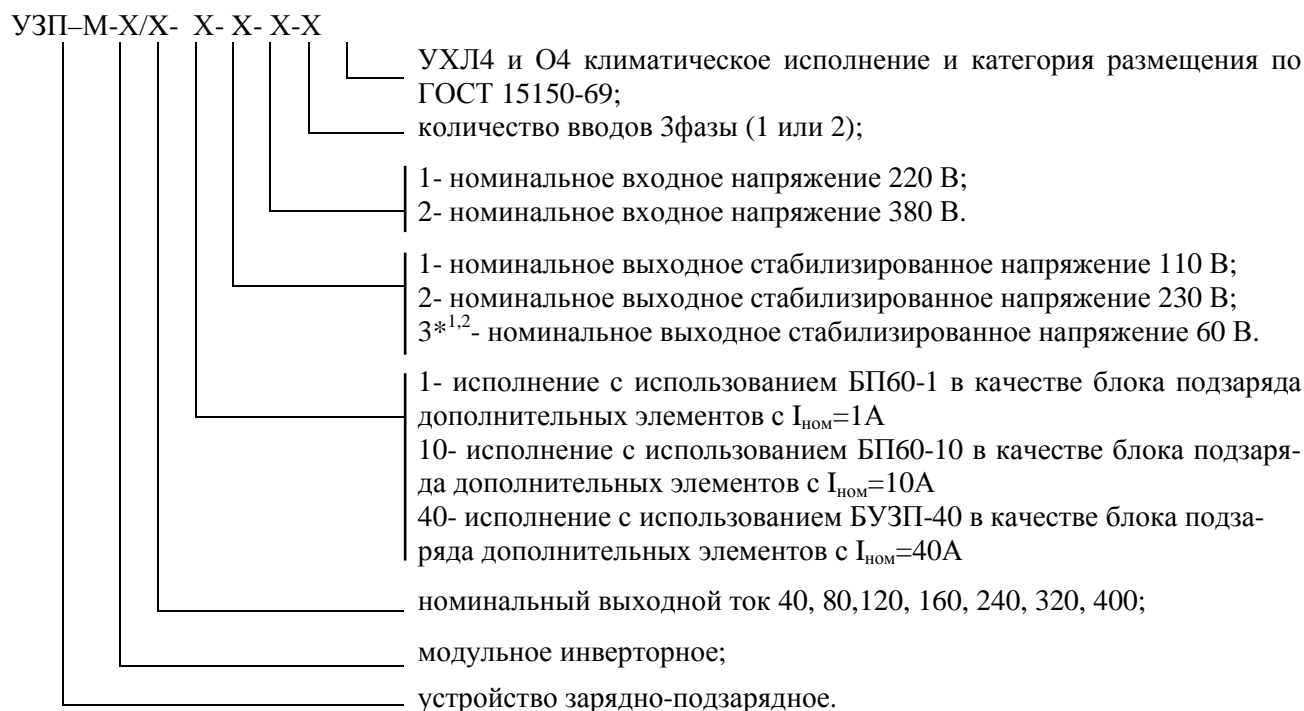 УЗП–М-Х/Х- Х- Х- Х-Х
УХЛ4 и О4 климатическое исполнение и категория размещения по
ГОСТ 15150-69;
количество вводов 3фазы (1 или 2);
1- номинальное входное напряжение 220 В;
2- номинальное входное напряжение 380 В.
1- номинальное выходное стабилизированное напряжение 110 В;
2- номинальное выходное стабилизированное напряжение 230 В;
3*1,2- номинальное выходное стабилизированное напряжение 60 В.
1- исполнение с использованием БП60-1 в качестве блока подзаряда
дополнительных элементов с Iном=1А
10- исполнение с использованием БП60-10 в качестве блока подзаря-
да дополнительных элементов с Iном=10А
40- исполнение с использованием БУЗП-40 в качестве блока подза-
ряда дополнительных элементов с Iном=40А
номинальный выходной ток 40, 80,120, 160, 240, 320, 400;
модульное инверторное;
устройство зарядно-подзарядное.